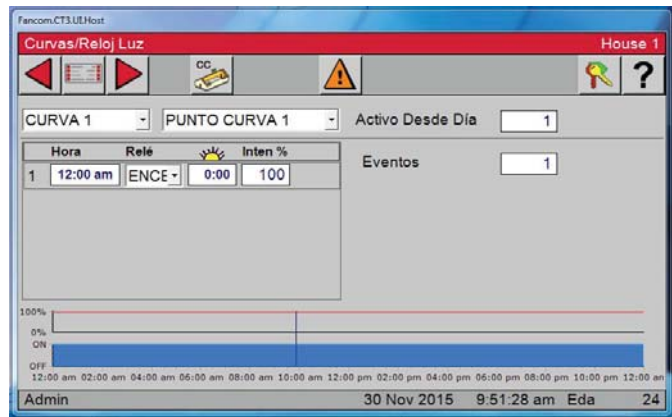 Fancom.CT3.UI.Host
Curvas/Reloj Luz House 1
CC
?
CURVA 1 PUNTO CURVA 1 Activo Desde Día 1
Hora Relé Inten %
Eventos 1
1 12:00 am ENCE 0:00 100
100%
0%
ON
OFF
12:00 am 02:00 am 04:00 am 06:00 am 08:00 am 10:00 am 12:00 pm 02:00 pm 04:00 pm 06:00 pm 08:00 pm 10:00 pm 12:00 an
Admin 30 Nov 2015 9:51:28 am Eda 24